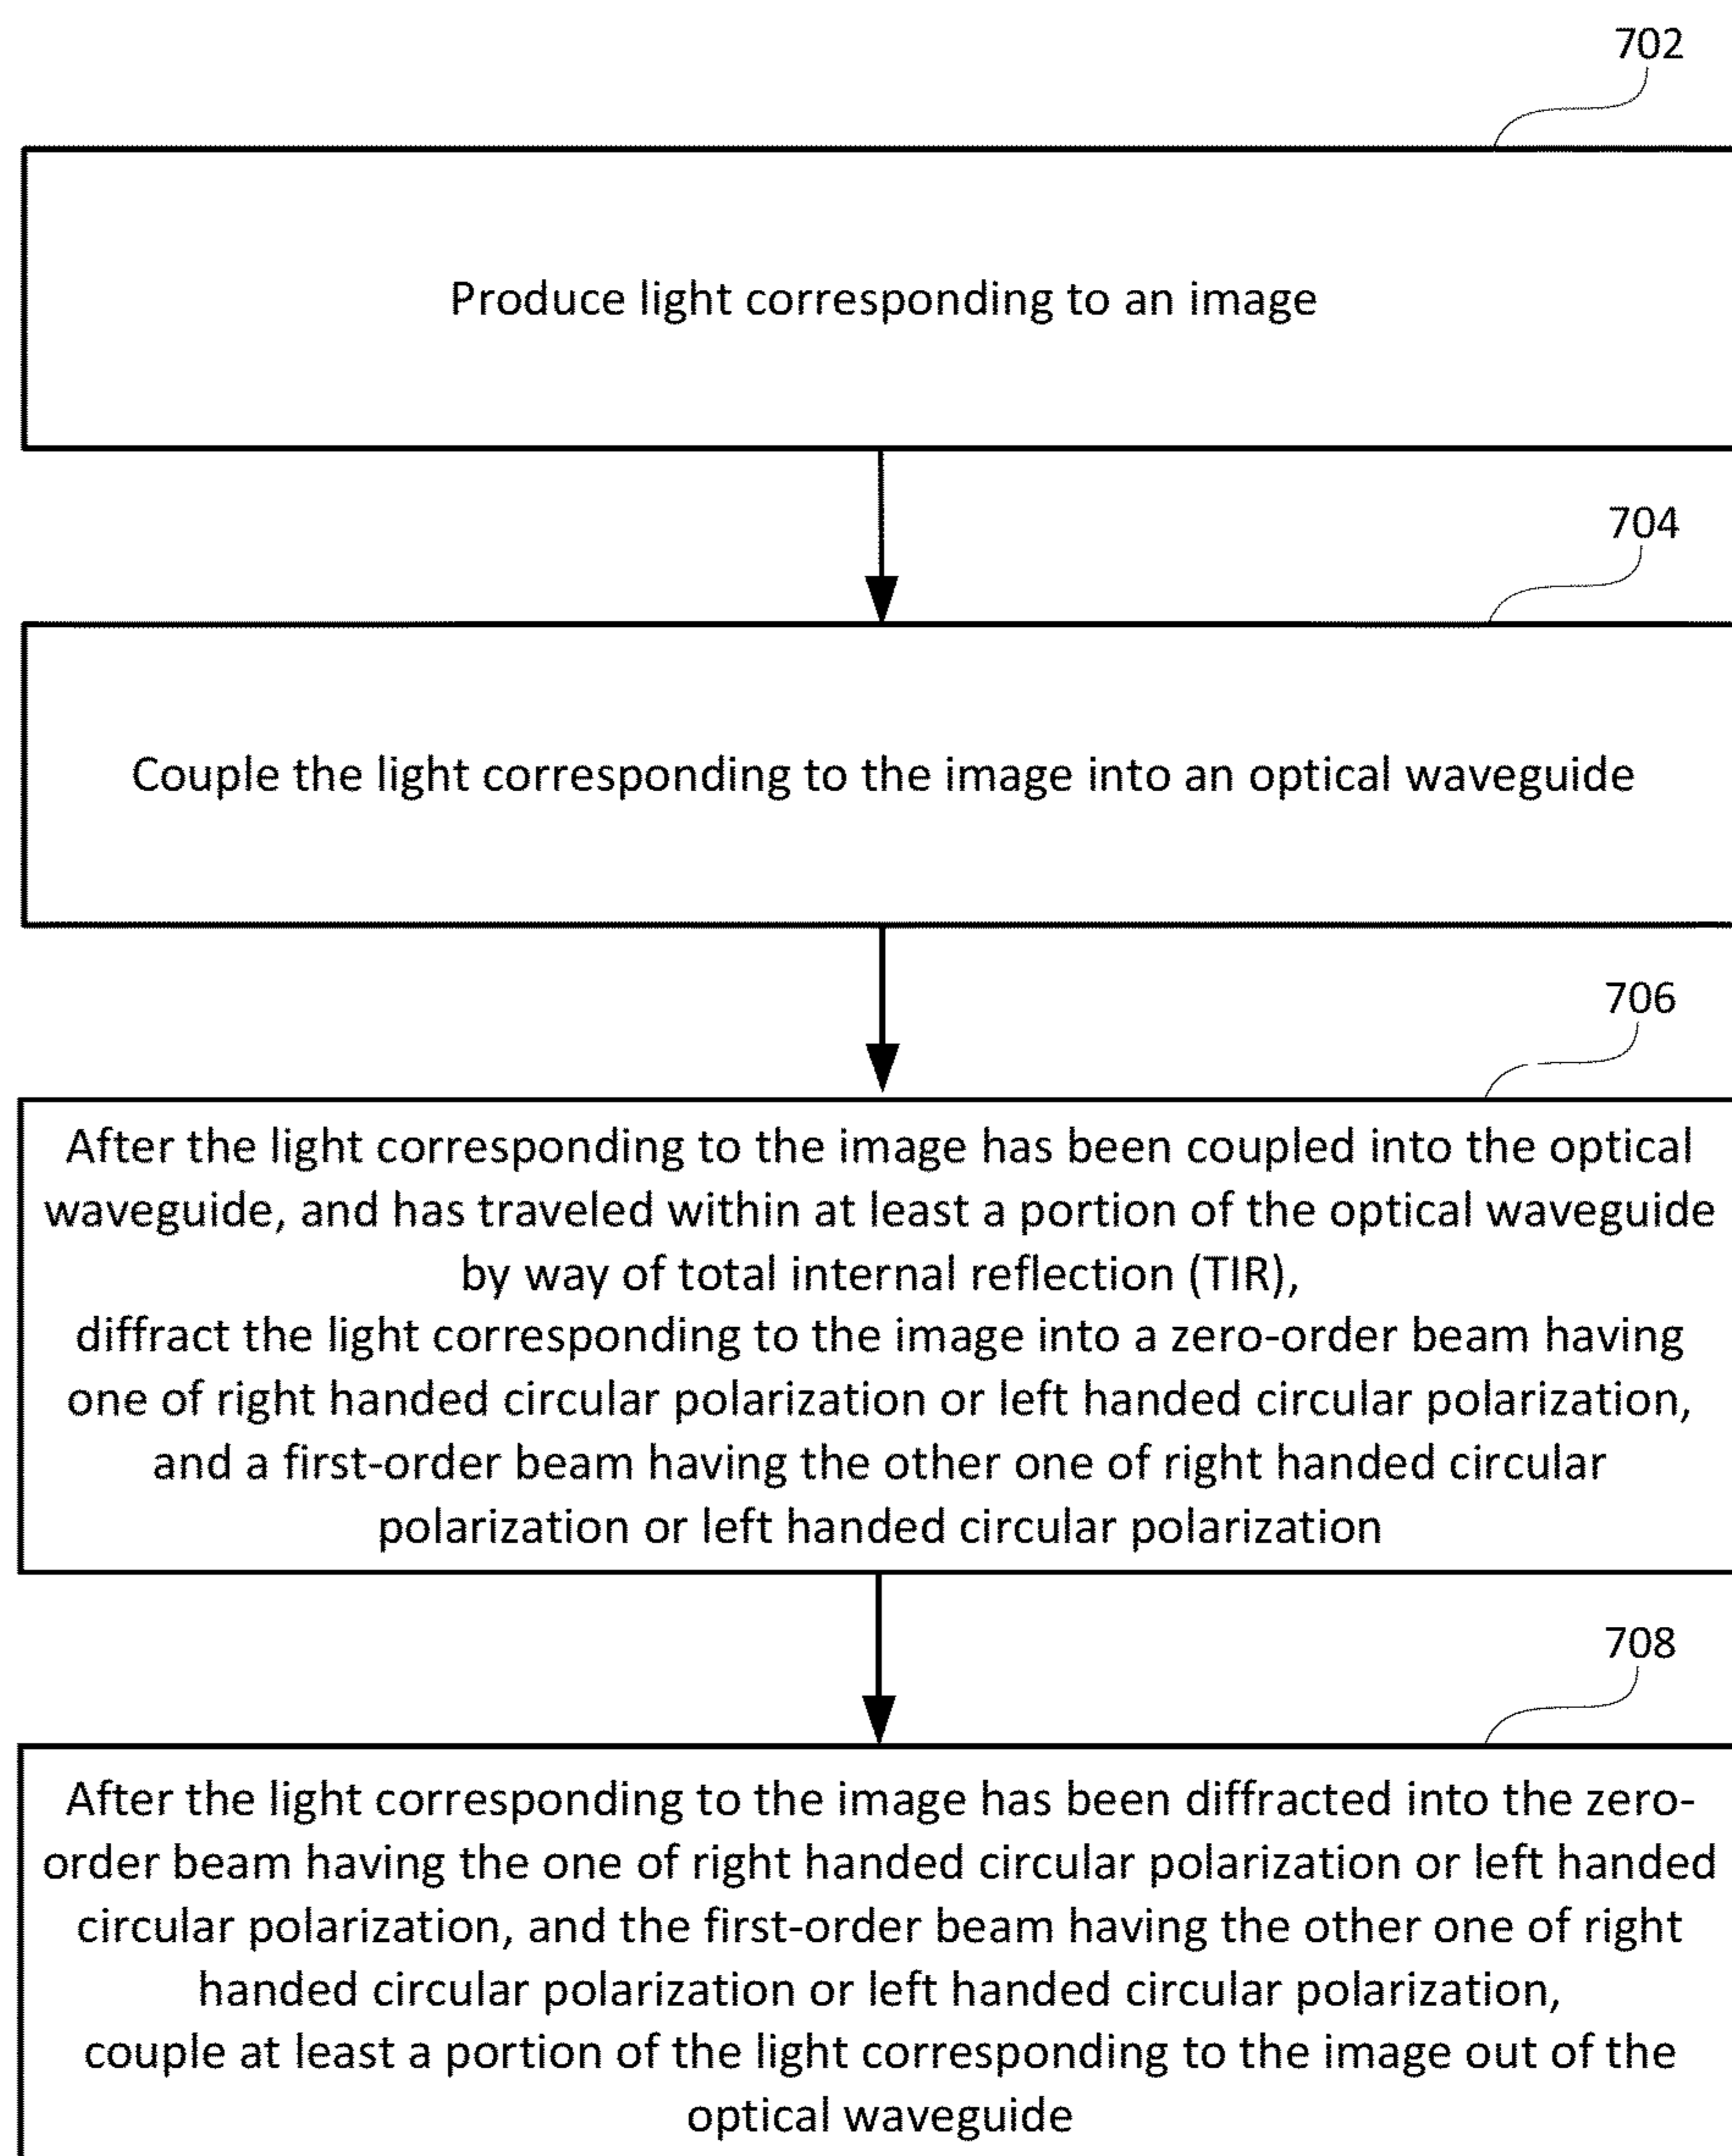 702
Produce light corresponding to an image
704
Couple the light corresponding to the image into an optical waveguide
706
After the light corresponding to the image has been coupled into the optical
waveguide, and has traveled within at least a portion of the optical waveguide
by way of total internal reflection (TIR),
diffract the light corresponding to the image into a zero-order beam having
one of right handed circular polarization or left handed circular polarization,
and a first-order beam having the other one of right handed circular
polarization or left handed circular polarization
708
After the light corresponding to the image has been diffracted into the zero-
order beam having the one of right handed circular polarization or left handed
circular polarization, and the first-order beam having the other one of right
handed circular polarization or left handed circular polarization,
couple at least a portion of the light corresponding to the image out of the
optical waveguide